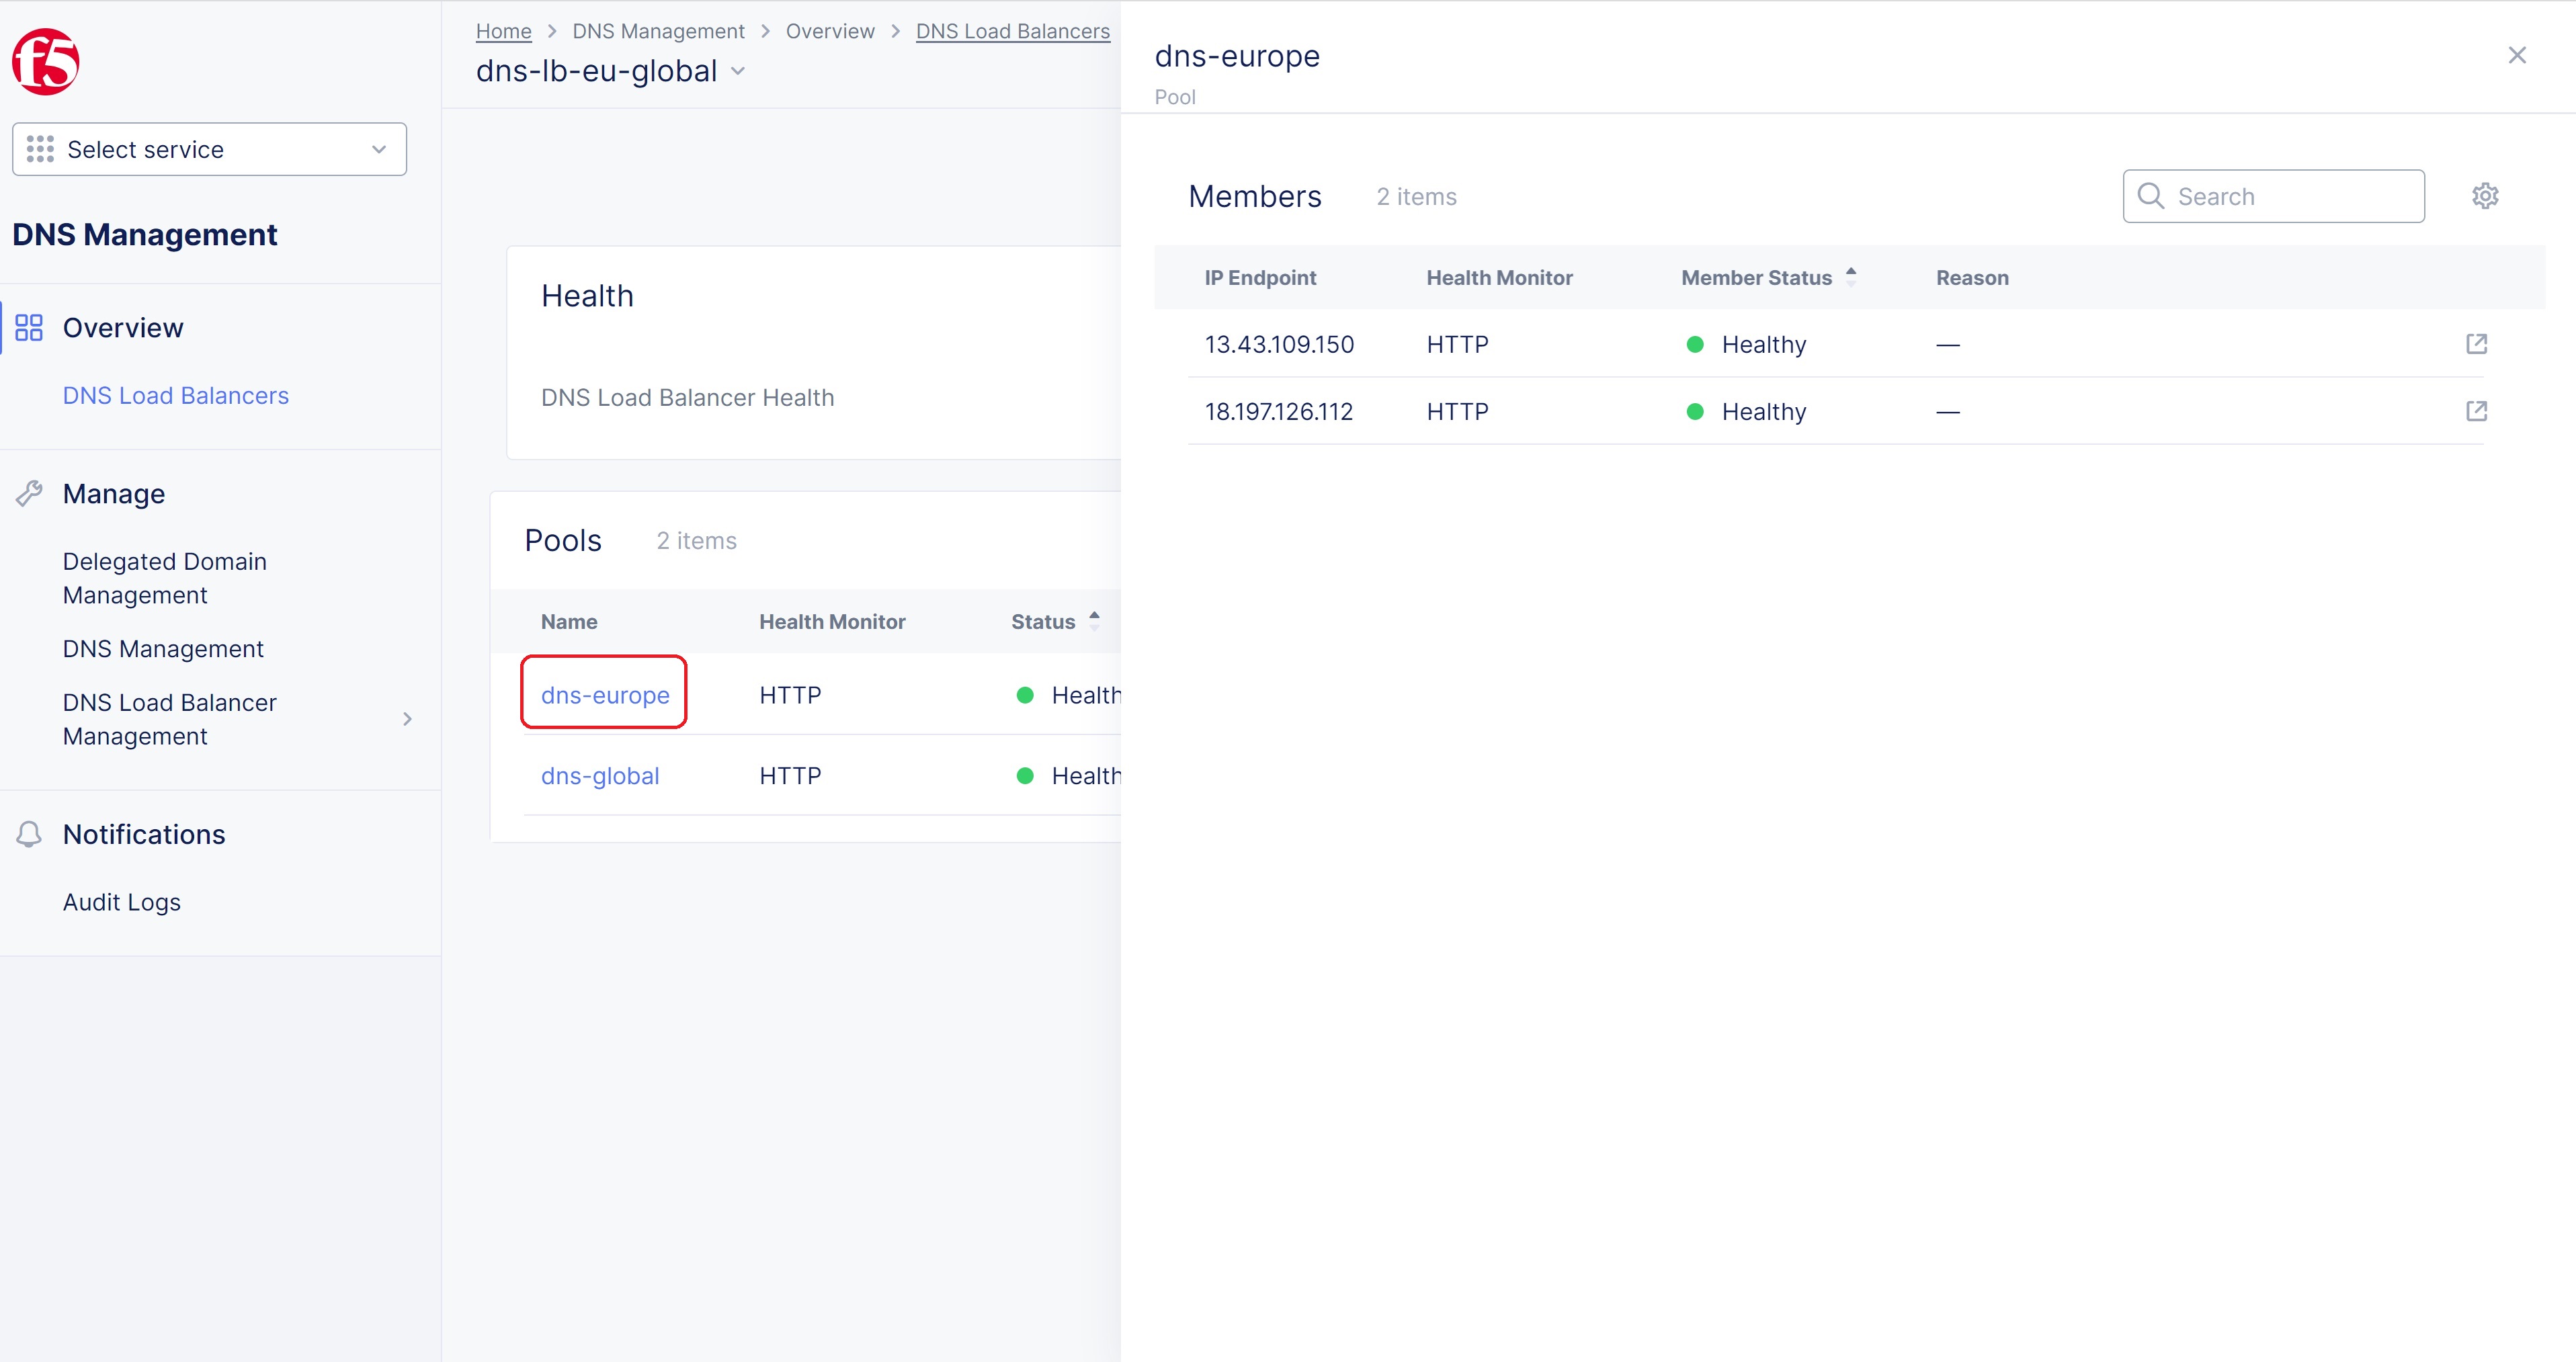 f5
Select service
DNS Management
Overview
DNS Load Balancers
Manage
Delegated Domain
Management
DNS Management
DNS Load Balancer
Management
Notifications
Audit Logs
Home > DNS Management > Overview > DNS Load Balancers
dns-lb-eu-global
Health
DNS Load Balancer Health
Pools 2 items
Name Health Monitor Status
dns-europe HTTP Health
dns-global HTTP Health
dns-europe
Pool
Members 2 items Search
IP Endpoint Health Monitor Member Status Reason
13.43.109.150 HTTP Healthy —
18.197.126.112 HTTP Healthy —